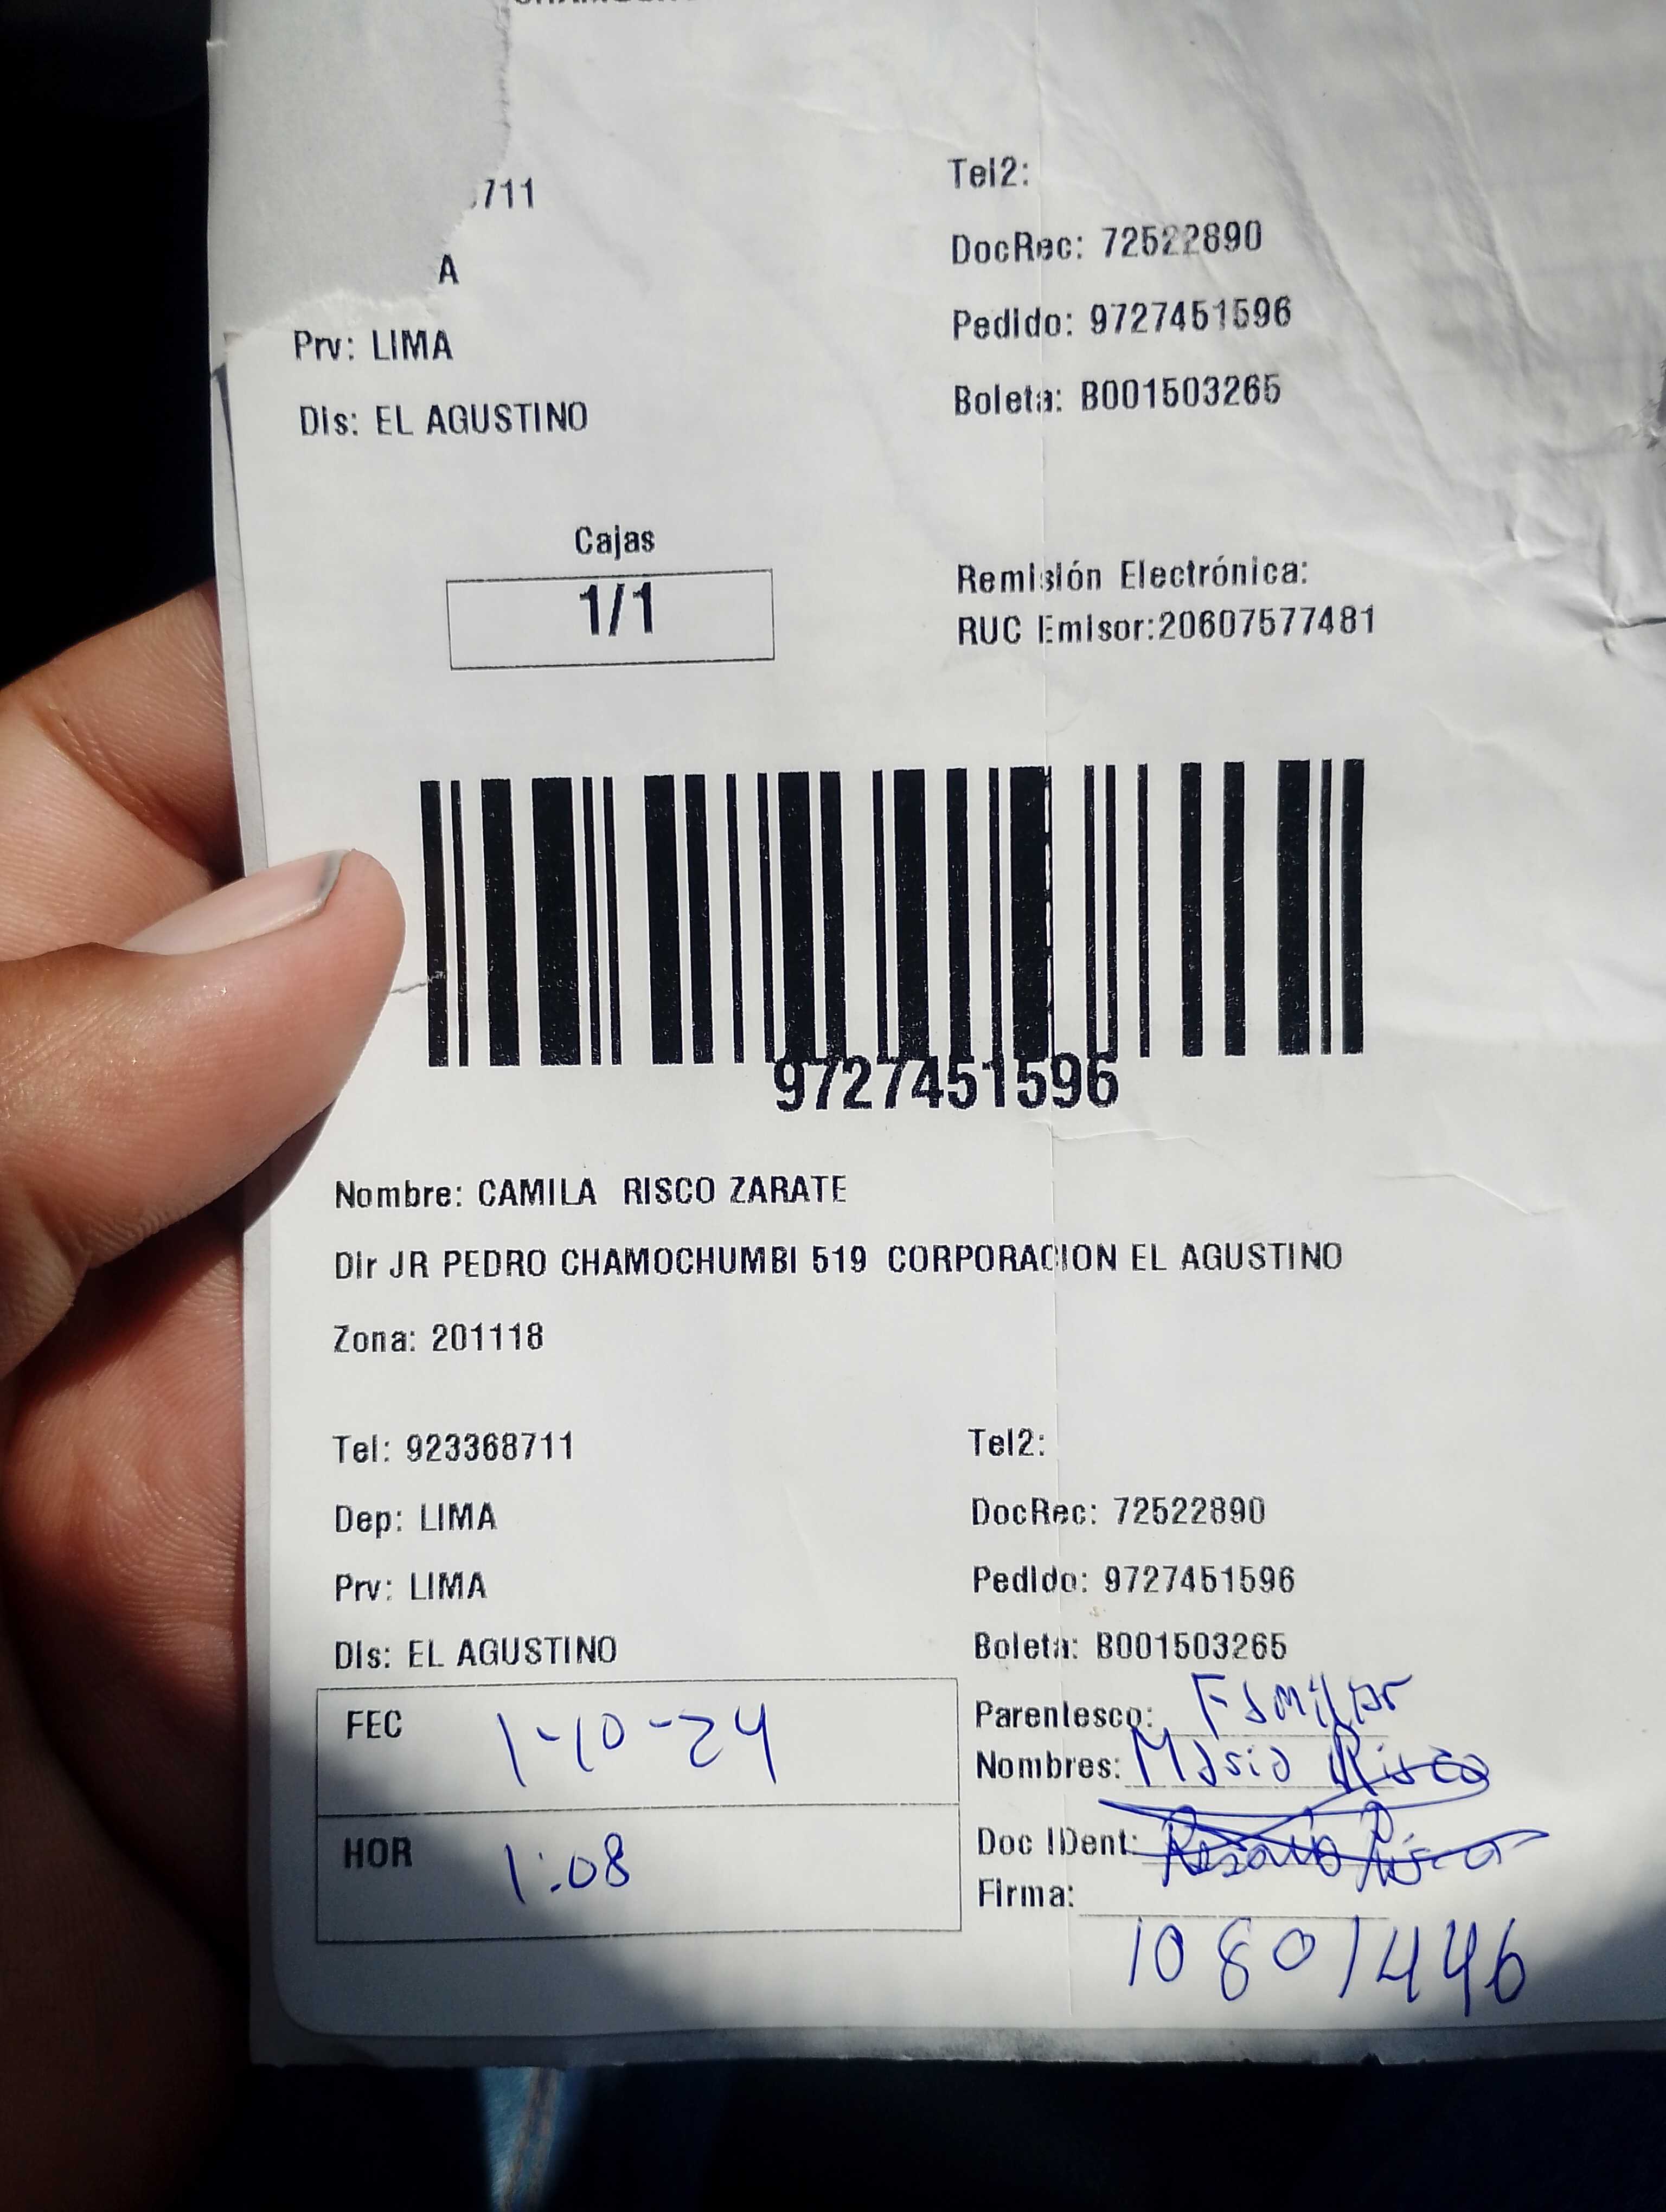 711
Tel2:
A
DocRec: 72522890
Prv: LIMA
Pedido: 9727451596
Dis: EL AGUSTINO
Boleta: B001503265
Cajas
1/1
Remisión Electrónica:
RUC Emisor:20607577481
9727451596
Nombre: CAMILA RISCO ZARATE
Dir JR PEDRO CHAMOCHUMBI 519 CORPORACION EL AGUSTINO
Zona: 201118
Tel: 923368711
Tel2:
Dep: LIMA
DocRec: 72522890
Prv: LIMA
Pedido: 9727451596
Dis: EL AGUSTINO
Boleta: B001503265
FEC 1-10-24
Parentesco: Familiar
Nombres: Risco
HOR 1:08
Doc IDent: Risco
Firma:
10801446